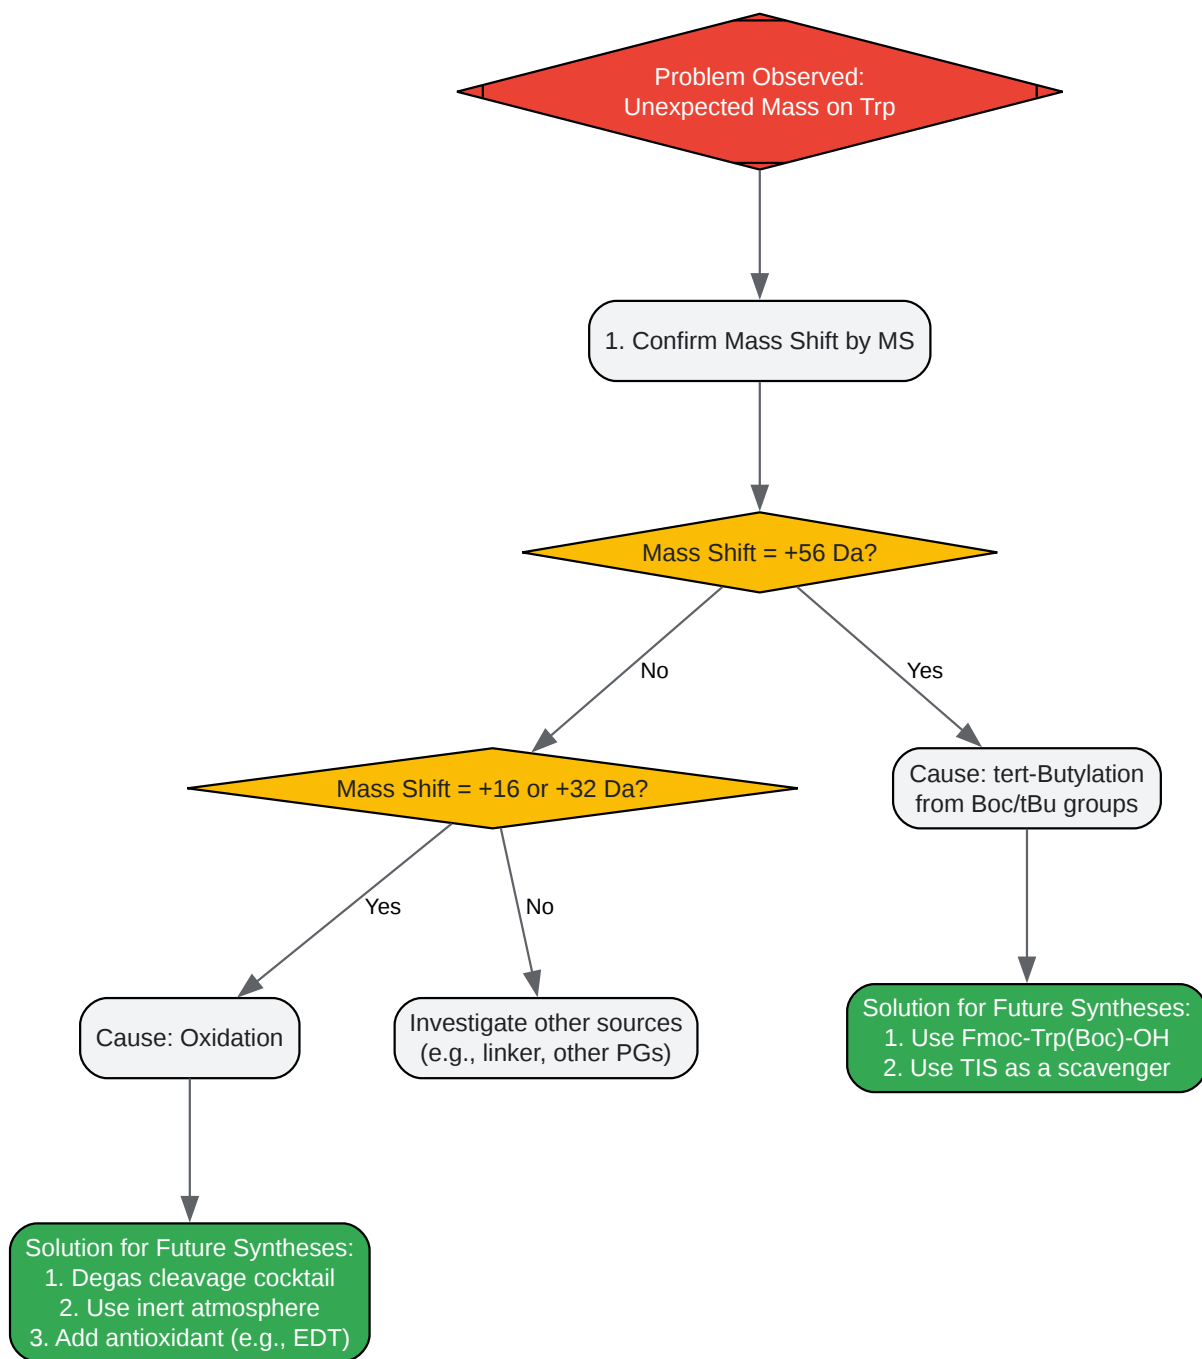 Problem Observed:
Unexpected Mass on Trp
1. Confirm Mass Shift by MS
Mass Shift = +56 Da?
No
Yes
Mass Shift = +16 or +32 Da?
Cause: tert-Butylation
from Boc/tBu groups
Yes
No
Cause: Oxidation
Investigate other sources
(e.g., linker, other PGs)
Solution for Future Syntheses:
1. Use Fmoc-Trp(Boc)-OH
2. Use TIS as a scavenger
Solution for Future Syntheses:
1. Degas cleavage cocktail
2. Use inert atmosphere
3. Add antioxidant (e.g., EDT)